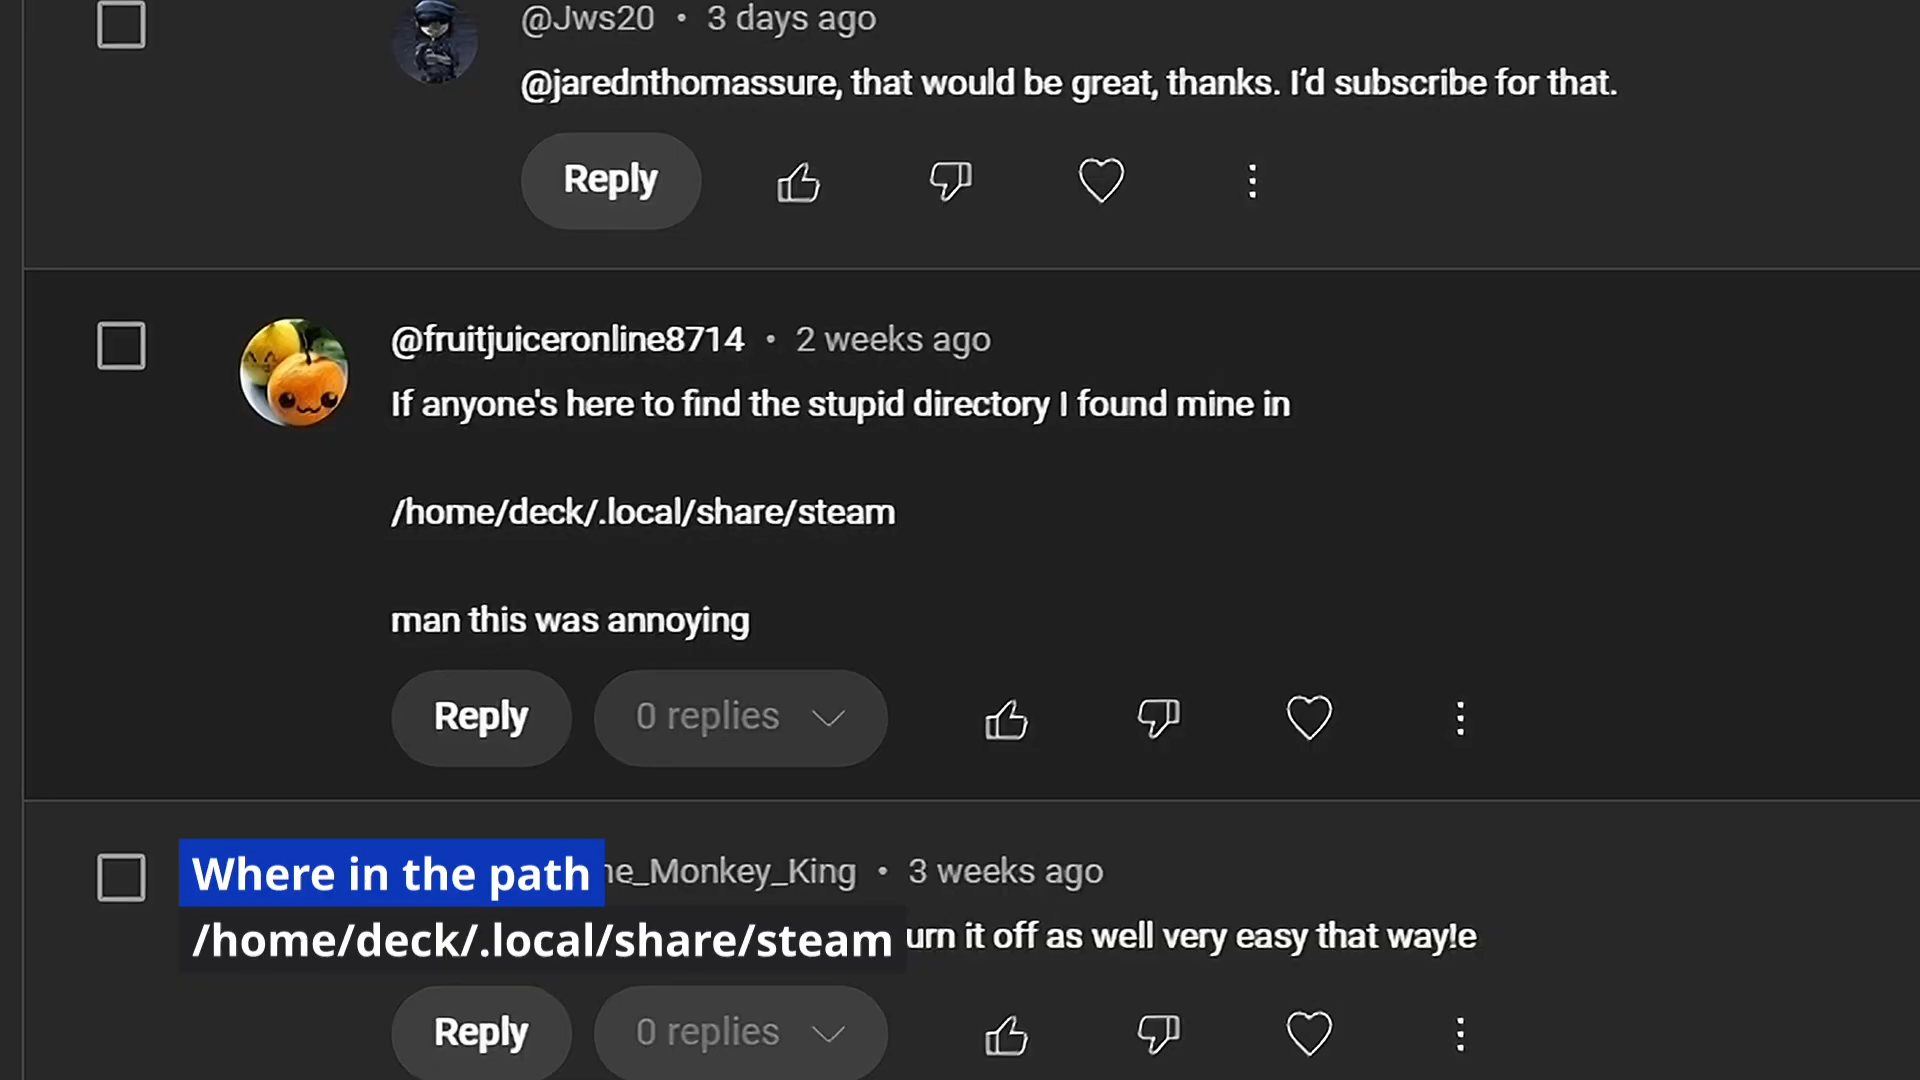 @Jws20 • 3 days ago
@jarednthomassure, that would be great, thanks. I'd subscribe for that.
Reply
@fruitjuiceronline8714 • 2 weeks ago
If anyone's here to find the stupid directory I found mine in
/home/deck/.local/share/steam
man this was annoying
Reply 0 replies
Where in the path
/home/deck/.local/share/steam
_Monkey_King • 3 weeks ago
it off as well very easy that way!e
Reply 0 replies